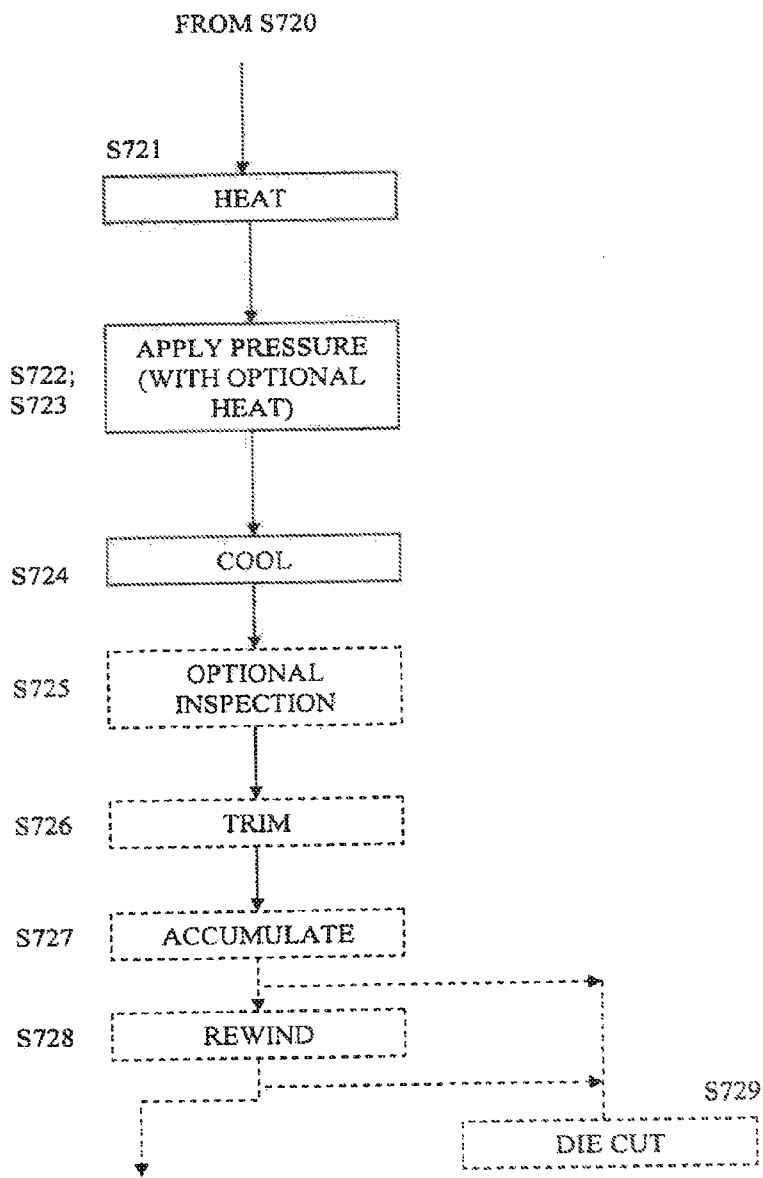 FROM S720
S721
HEAT
S722;
S723
APPLY PRESSURE
(WITH OPTIONAL
HEAT)
S724
COOL
S725
OPTIONAL
INSPECTION
S726
TRIM
S727
ACCUMULATE
S728
REWIND
S729
DIE CUT